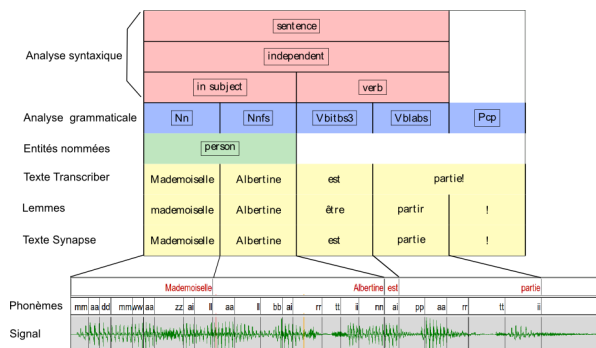 sentence
Analyse syntaxique
independent
in subject verb
Analyse grammaticale Nn Nnfs Vbitbs3 Vblabs Pcp
Entités nommées person
Texte Transcriber Mademoiselle Albertine est partie!
Lemmes mademoiselle Albertine être partir !
Texte Synapse Mademoiselle Albertine est partie !
Mademoiselle Albertine est partie
Phonèmes mm aa dd mm ww aa zz ai ll aa ll bb ai rr tt ii nn ai pp aa rr tt ii
Signal